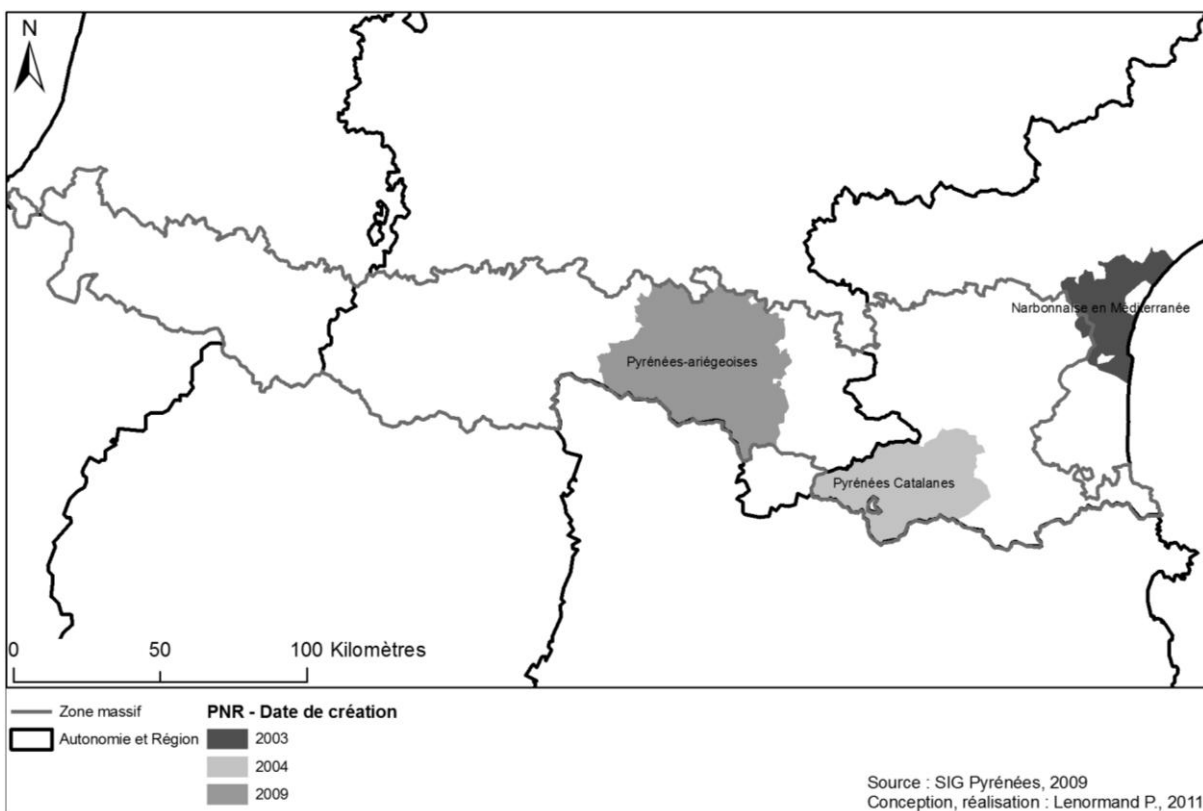 N
Narbonnaise en Méditerranée
Pyrénées-ariégeoises
Pyrénées Catalanes
0 50 100 Kilomètres
Zone massif
Autonomie et Région
PNR - Date de création
2003
2004
2009
Source : SIG Pyrénées, 2009
Conception, réalisation : Lenormand P., 2011